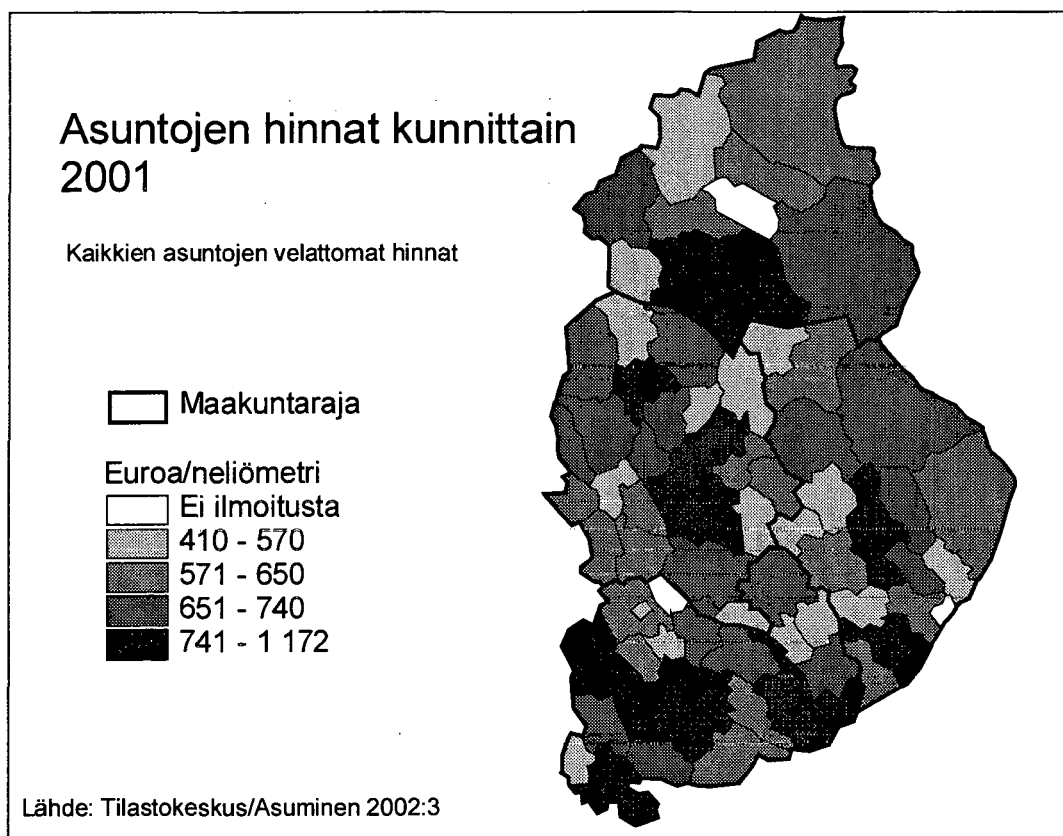 Asuntojen hinnat kunnittain
2001
Kaikkien asuntojen velattomat hinnat
Maakuntaraja
Euroa/neliömetri
Ei ilmoitusta
410 - 570
571 - 650
651 - 740
741 - 1 172
Lähde: Tilastokeskus/Asuminen 2002:3